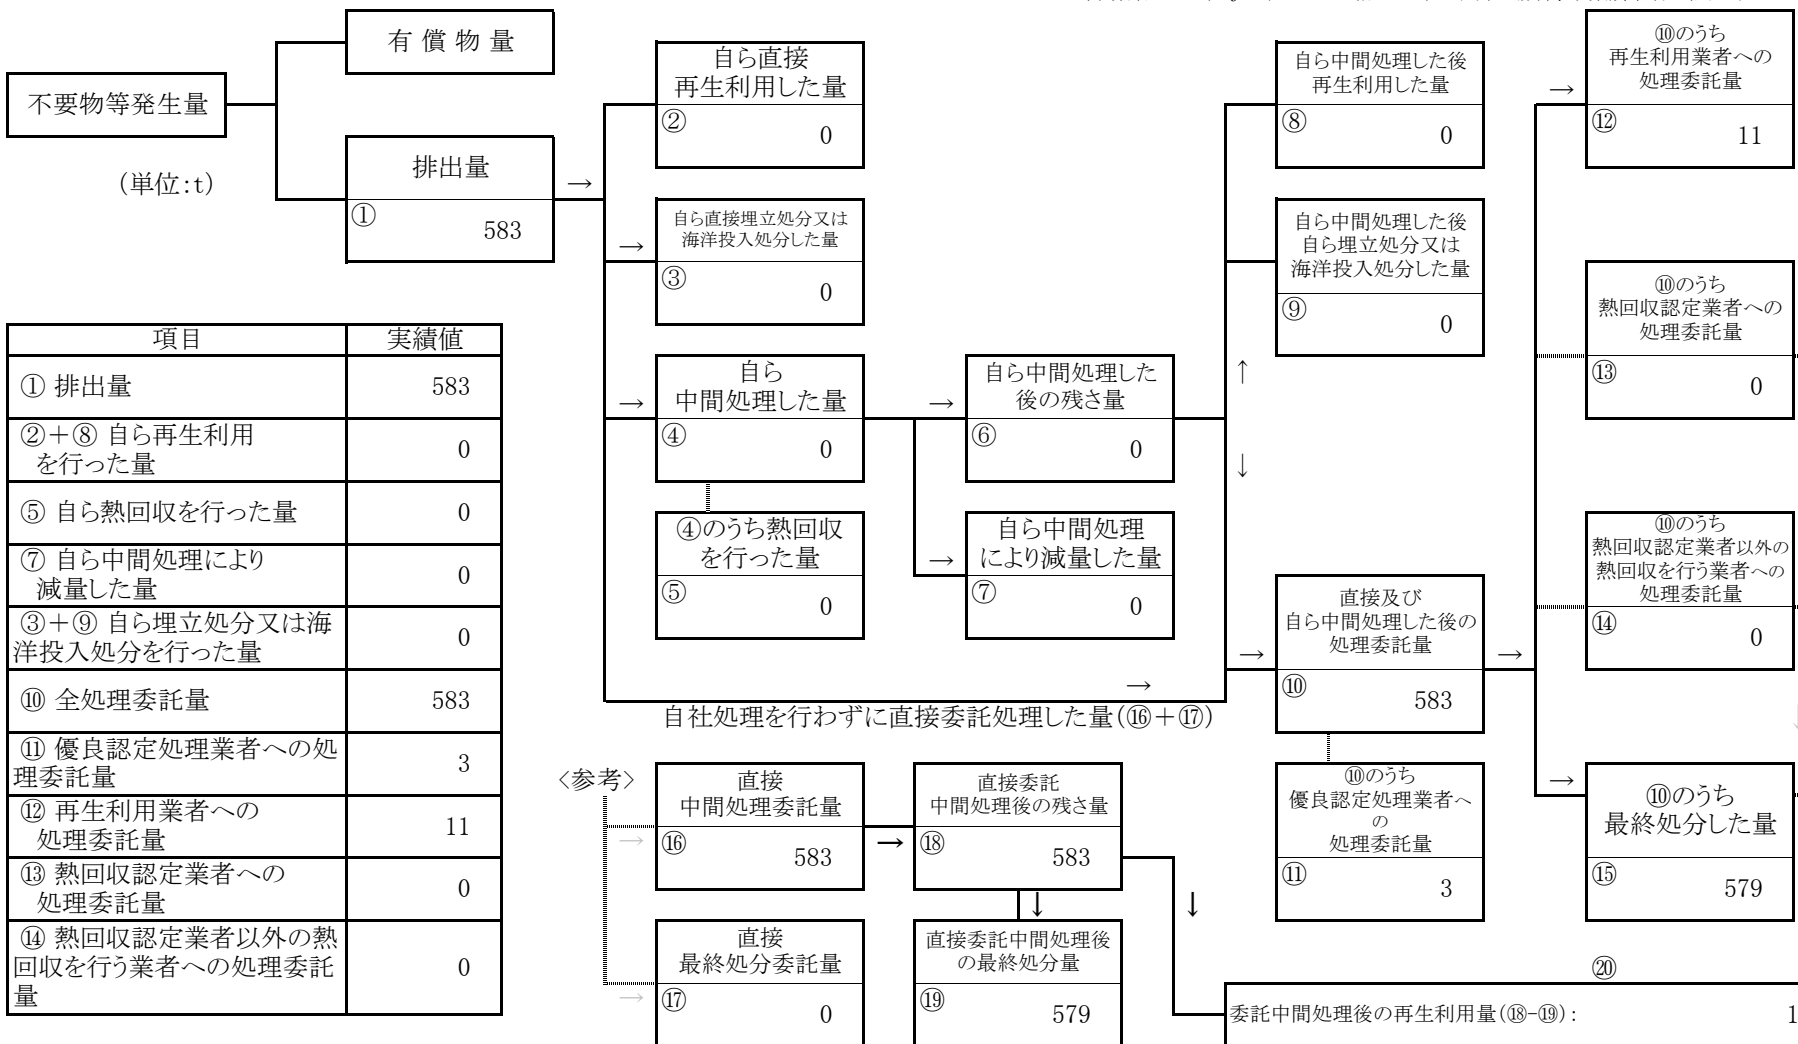 有 償 物 量
不要物等発生量
(単位:t)
排出量
①
583
→
自ら直接
再生利用した量
②
0
→
自ら直接埋立処分又は
海洋投入処分した量
③
0
→
自ら
中間処理した量
④
0
④のうち熱回収
を行った量
⑤
0
→
自ら中間処理した
後の残さ量
⑥
0
→
自ら中間処理
により減量した量
⑦
0
自ら中間処理した後
再生利用した量
⑧
0
自ら中間処理した後
自ら埋立処分又は
海洋投入処分した量
⑨
0
↑
↓
→
直接及び
自ら中間処理した後の
処理委託量
⑩
583
→
⑩のうち
優良認定処理業者へ
の
処理委託量
⑪
3
→
⑩のうち
再生利用業者への
処理委託量
⑫
11
⑩のうち
熱回収認定業者への
処理委託量
⑬
0
⑩のうち
熱回収認定業者以外の
熱回収を行う業者への
処理委託量
⑭
0
→
⑩のうち
最終処分した量
⑮
579
→
自社処理を行わずに直接委託処理した量(⑯+⑰)
<参考>
→
直接
中間処理委託量
⑯
583
→
直接委託
中間処理後の残さ量
⑱
583
↓
↓
→
直接
最終処分委託量
⑰
0
直接委託中間処理後
の最終処分量
⑲
579
⑳
委託中間処理後の再生利用量(⑱-⑲):
1
項目 実績値
① 排出量 583
②+⑧ 自ら再生利用
を行った量 0
⑤ 自ら熱回収を行った量 0
⑦ 自ら中間処理により
減量した量 0
③+⑨ 自ら埋立処分又は海
洋投入処分を行った量 0
⑩ 全処理委託量 583
⑪ 優良認定処理業者への処
理委託量 3
⑫ 再生利用業者への
処理委託量 11
⑬ 熱回収認定業者への
処理委託量 0
⑭ 熱回収認定業者以外の熱
回収を行う業者への処理委託
量 0